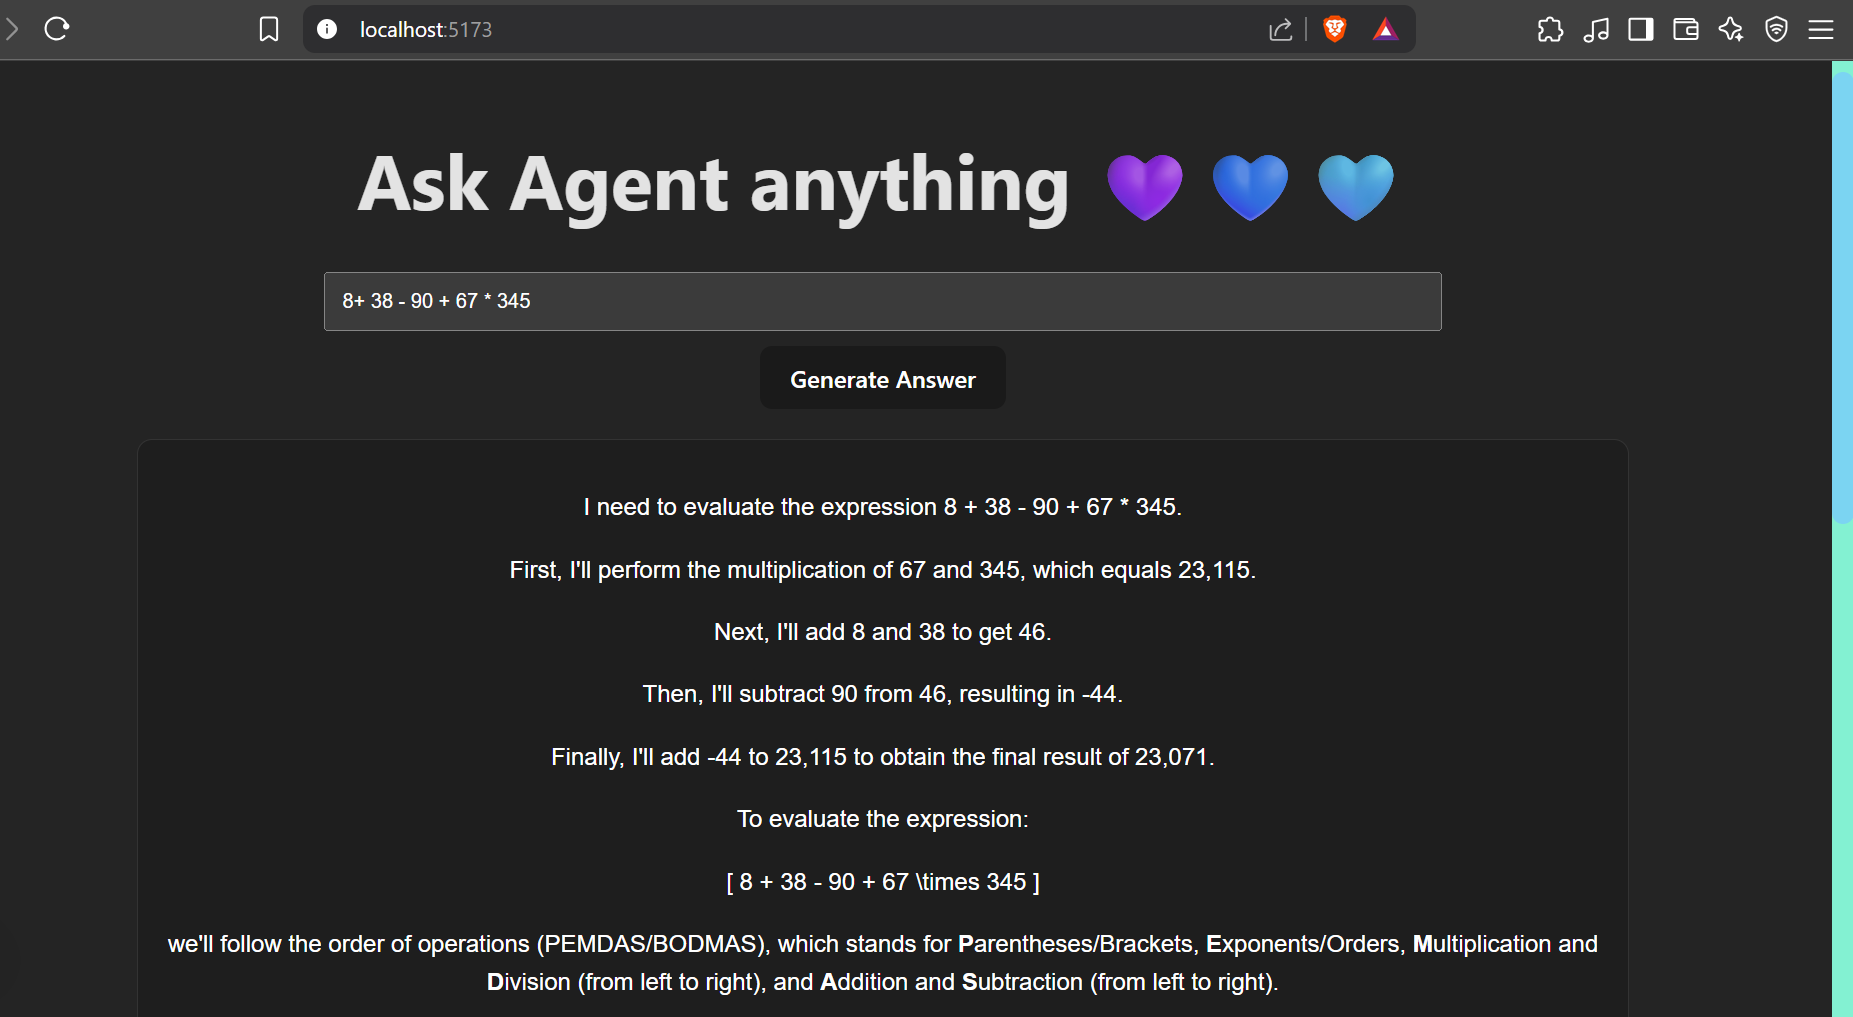 localhost:5173
Ask Agent anything 💜 💙 🩵
8+ 38 - 90 + 67 * 345
Generate Answer
I need to evaluate the expression 8 + 38 - 90 + 67 * 345.
First, I'll perform the multiplication of 67 and 345, which equals 23,115.
Next, I'll add 8 and 38 to get 46.
Then, I'll subtract 90 from 46, resulting in -44.
Finally, I'll add -44 to 23,115 to obtain the final result of 23,071.
To evaluate the expression:
[ 8 + 38 - 90 + 67 \times 345 ]
we'll follow the order of operations (PEMDAS/BODMAS), which stands for Parentheses/Brackets, Exponents/Orders, Multiplication and
Division (from left to right), and Addition and Subtraction (from left to right).